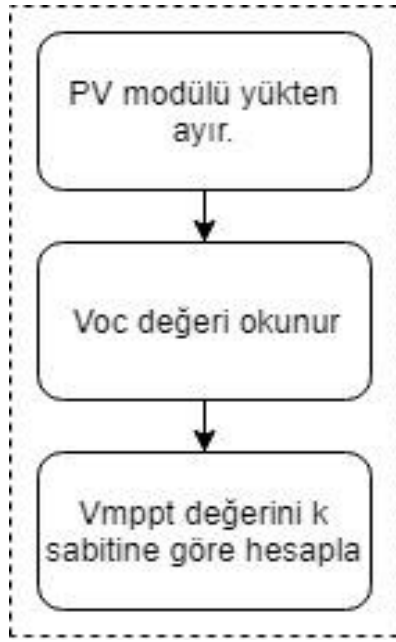 PV modülü yükten
ayır.
Voc değeri okunur
Vmppt değerini k
sabitine göre hesapla